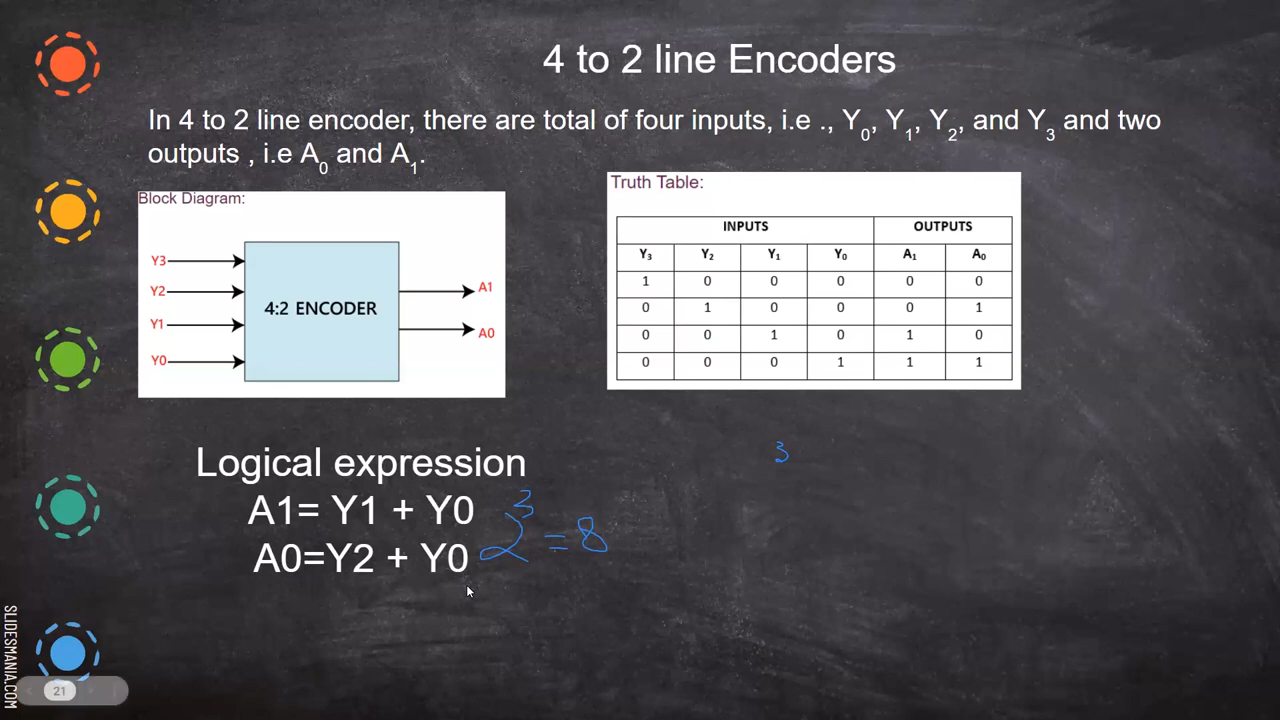 4 to 2 line Encoders
In 4 to 2 line encoder, there are total of four inputs, i.e ., Y0, Y1, Y2, and Y3 and two
outputs , i.e A0 and A1.
Block Diagram:
Y3
Y2
Y1
Y0
4:2 ENCODER
A1
A0
Truth Table:
INPUTS OUTPUTS
Y3 Y2 Y1 Y0 A1 A0
1 0 0 0 0 0
0 1 0 0 0 1
0 0 1 0 1 0
0 0 0 1 1 1
Logical expression
A1= Y1 + Y0
A0=Y2 + Y0
2^3 = 8
3
SLIDESMANIA.COM
21